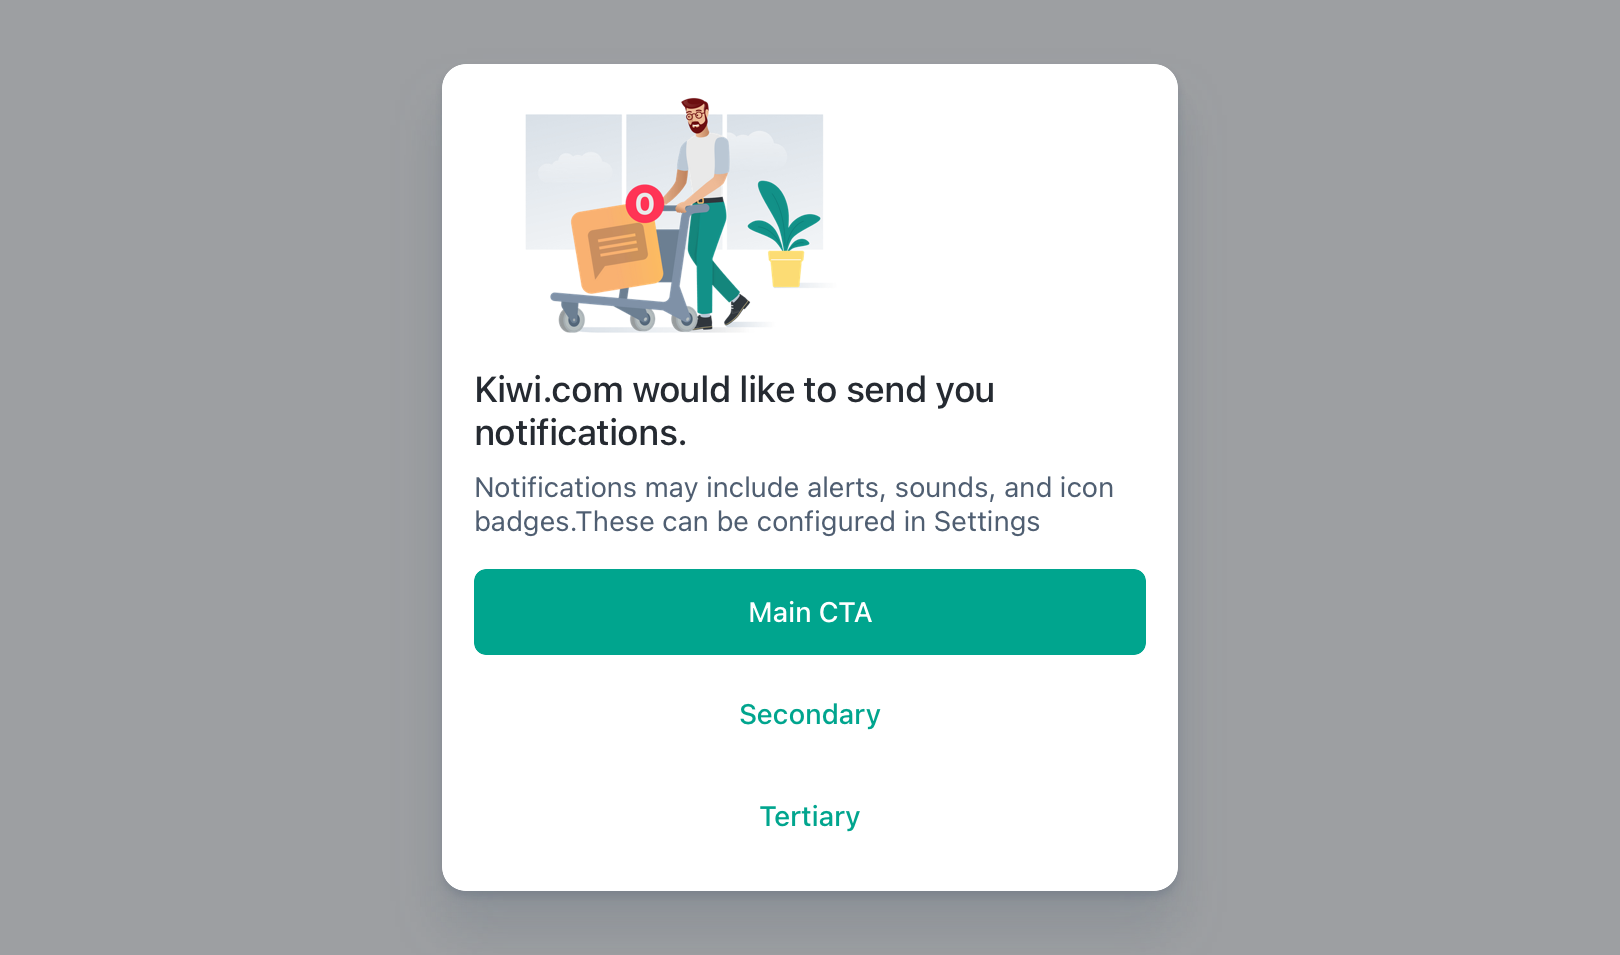 0
Kiwi.com would like to send you
notifications.
Notifications may include alerts, sounds, and icon
badges.These can be configured in Settings
Main CTA
Secondary
Tertiary